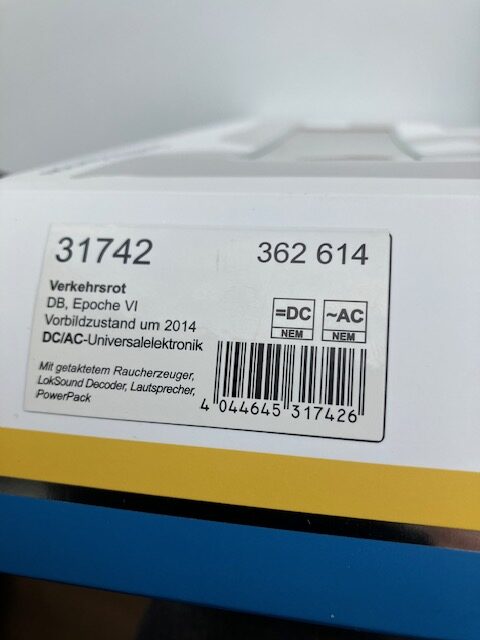 31742 362 614
Verkehrsrot
DB, Epoche VI
Vorbildzustand um 2014
DC/AC-Universalelektronik
=DC
NEM
~AC
NEM
Mit getaktetem Raucherzeuger,
LokSound Decoder, Lautsprecher,
PowerPack
4 044645 317426